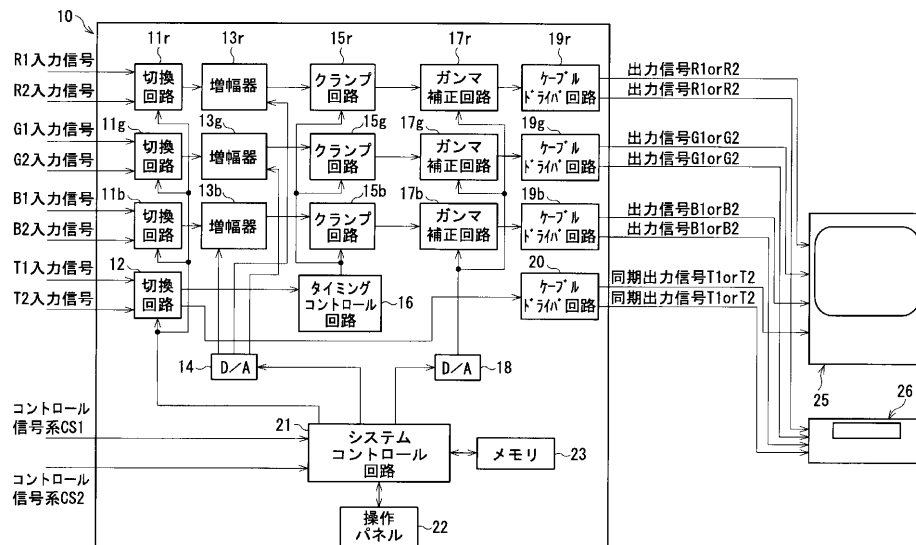 10
11r
13r
15r
17r
19r
R1入力信号
R2入力信号
切換
回路
増幅器
クランプ
回路
ガンマ
補正回路
ケーブル
ドライバ回路
出力信号R1orR2
出力信号R1orR2
11g
13g
15g
17g
19g
G1入力信号
G2入力信号
切換
回路
増幅器
クランプ
回路
ガンマ
補正回路
ケーブル
ドライバ回路
出力信号G1orG2
出力信号G1orG2
11b
13b
15b
17b
19b
B1入力信号
B2入力信号
切換
回路
増幅器
クランプ
回路
ガンマ
補正回路
ケーブル
ドライバ回路
出力信号B1orB2
出力信号B1orB2
12
20
T1入力信号
T2入力信号
切換
回路
タイミング
コントロール
回路
16
ケーブル
ドライバ回路
同期出力信号T1orT2
同期出力信号T1orT2
14
D/A
D/A
18
25
26
コントロール
信号系CS1
21
システム
コントロール
回路
メモリ
23
コントロール
信号系CS2
操作
パネル
22